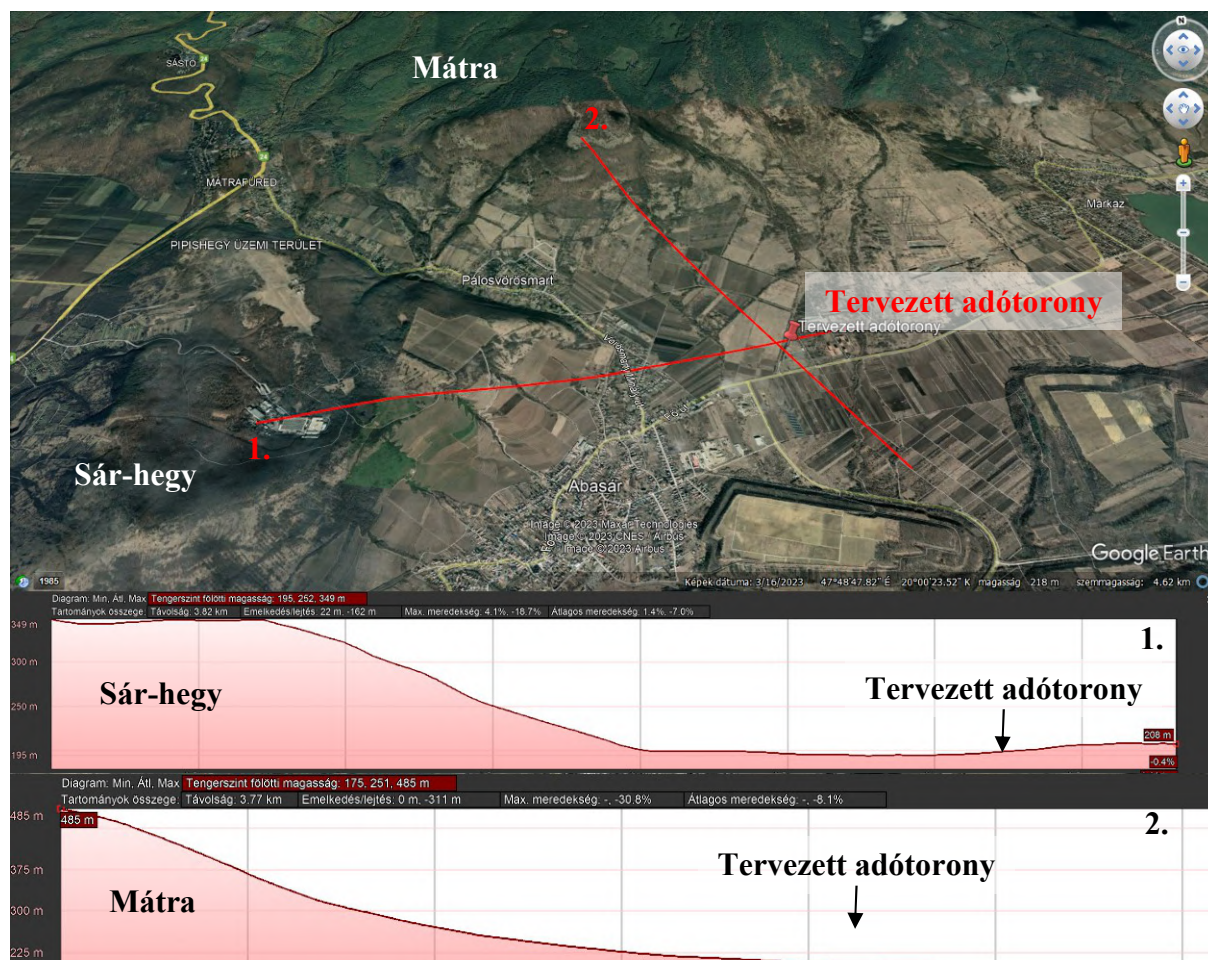 SÁSTÓ
24
Mátra
N
2.
24
MÁTRAFÜRED
Markaz
PIPISHEGY ÜZEMI TERÜLET
Pálosvörösmart
Tervezett adótorony
Tervezett adótorony
Fő út
1.
Sár-hegy
Abasár
Image © 2023 Maxar Technologies
Image © 2023 CNES / Airbus
Image © 2023 Airbus
Google Earth
1985
Képek dátuma: 3/16/2023 47°48'47.82" É 20°00'23.52" K magasság 218 m szemmagasság: 4.62 km
Diagram: Min, Átl, Max Tengerszint fölötti magasság: 195, 252, 349 m
Tartományok összege: Távolság: 3.82 km Emelkedés/lejtés: 22 m, -162 m Max. meredekség: 4.1%, -18.7% Átlagos meredekség: 1.4%, -7.0%
349 m
1.
300 m
Sár-hegy
Tervezett adótorony
250 m
208 m
195 m
-0.4%
Diagram: Min, Átl, Max Tengerszint fölötti magasság: 175, 251, 485 m
Tartományok összege: Távolság: 3.77 km Emelkedés/lejtés: 0 m, -311 m Max. meredekség: -, -30.8% Átlagos meredekség: -, -8.1%
485 m
485 m
2.
Tervezett adótorony
375 m
Mátra
300 m
225 m